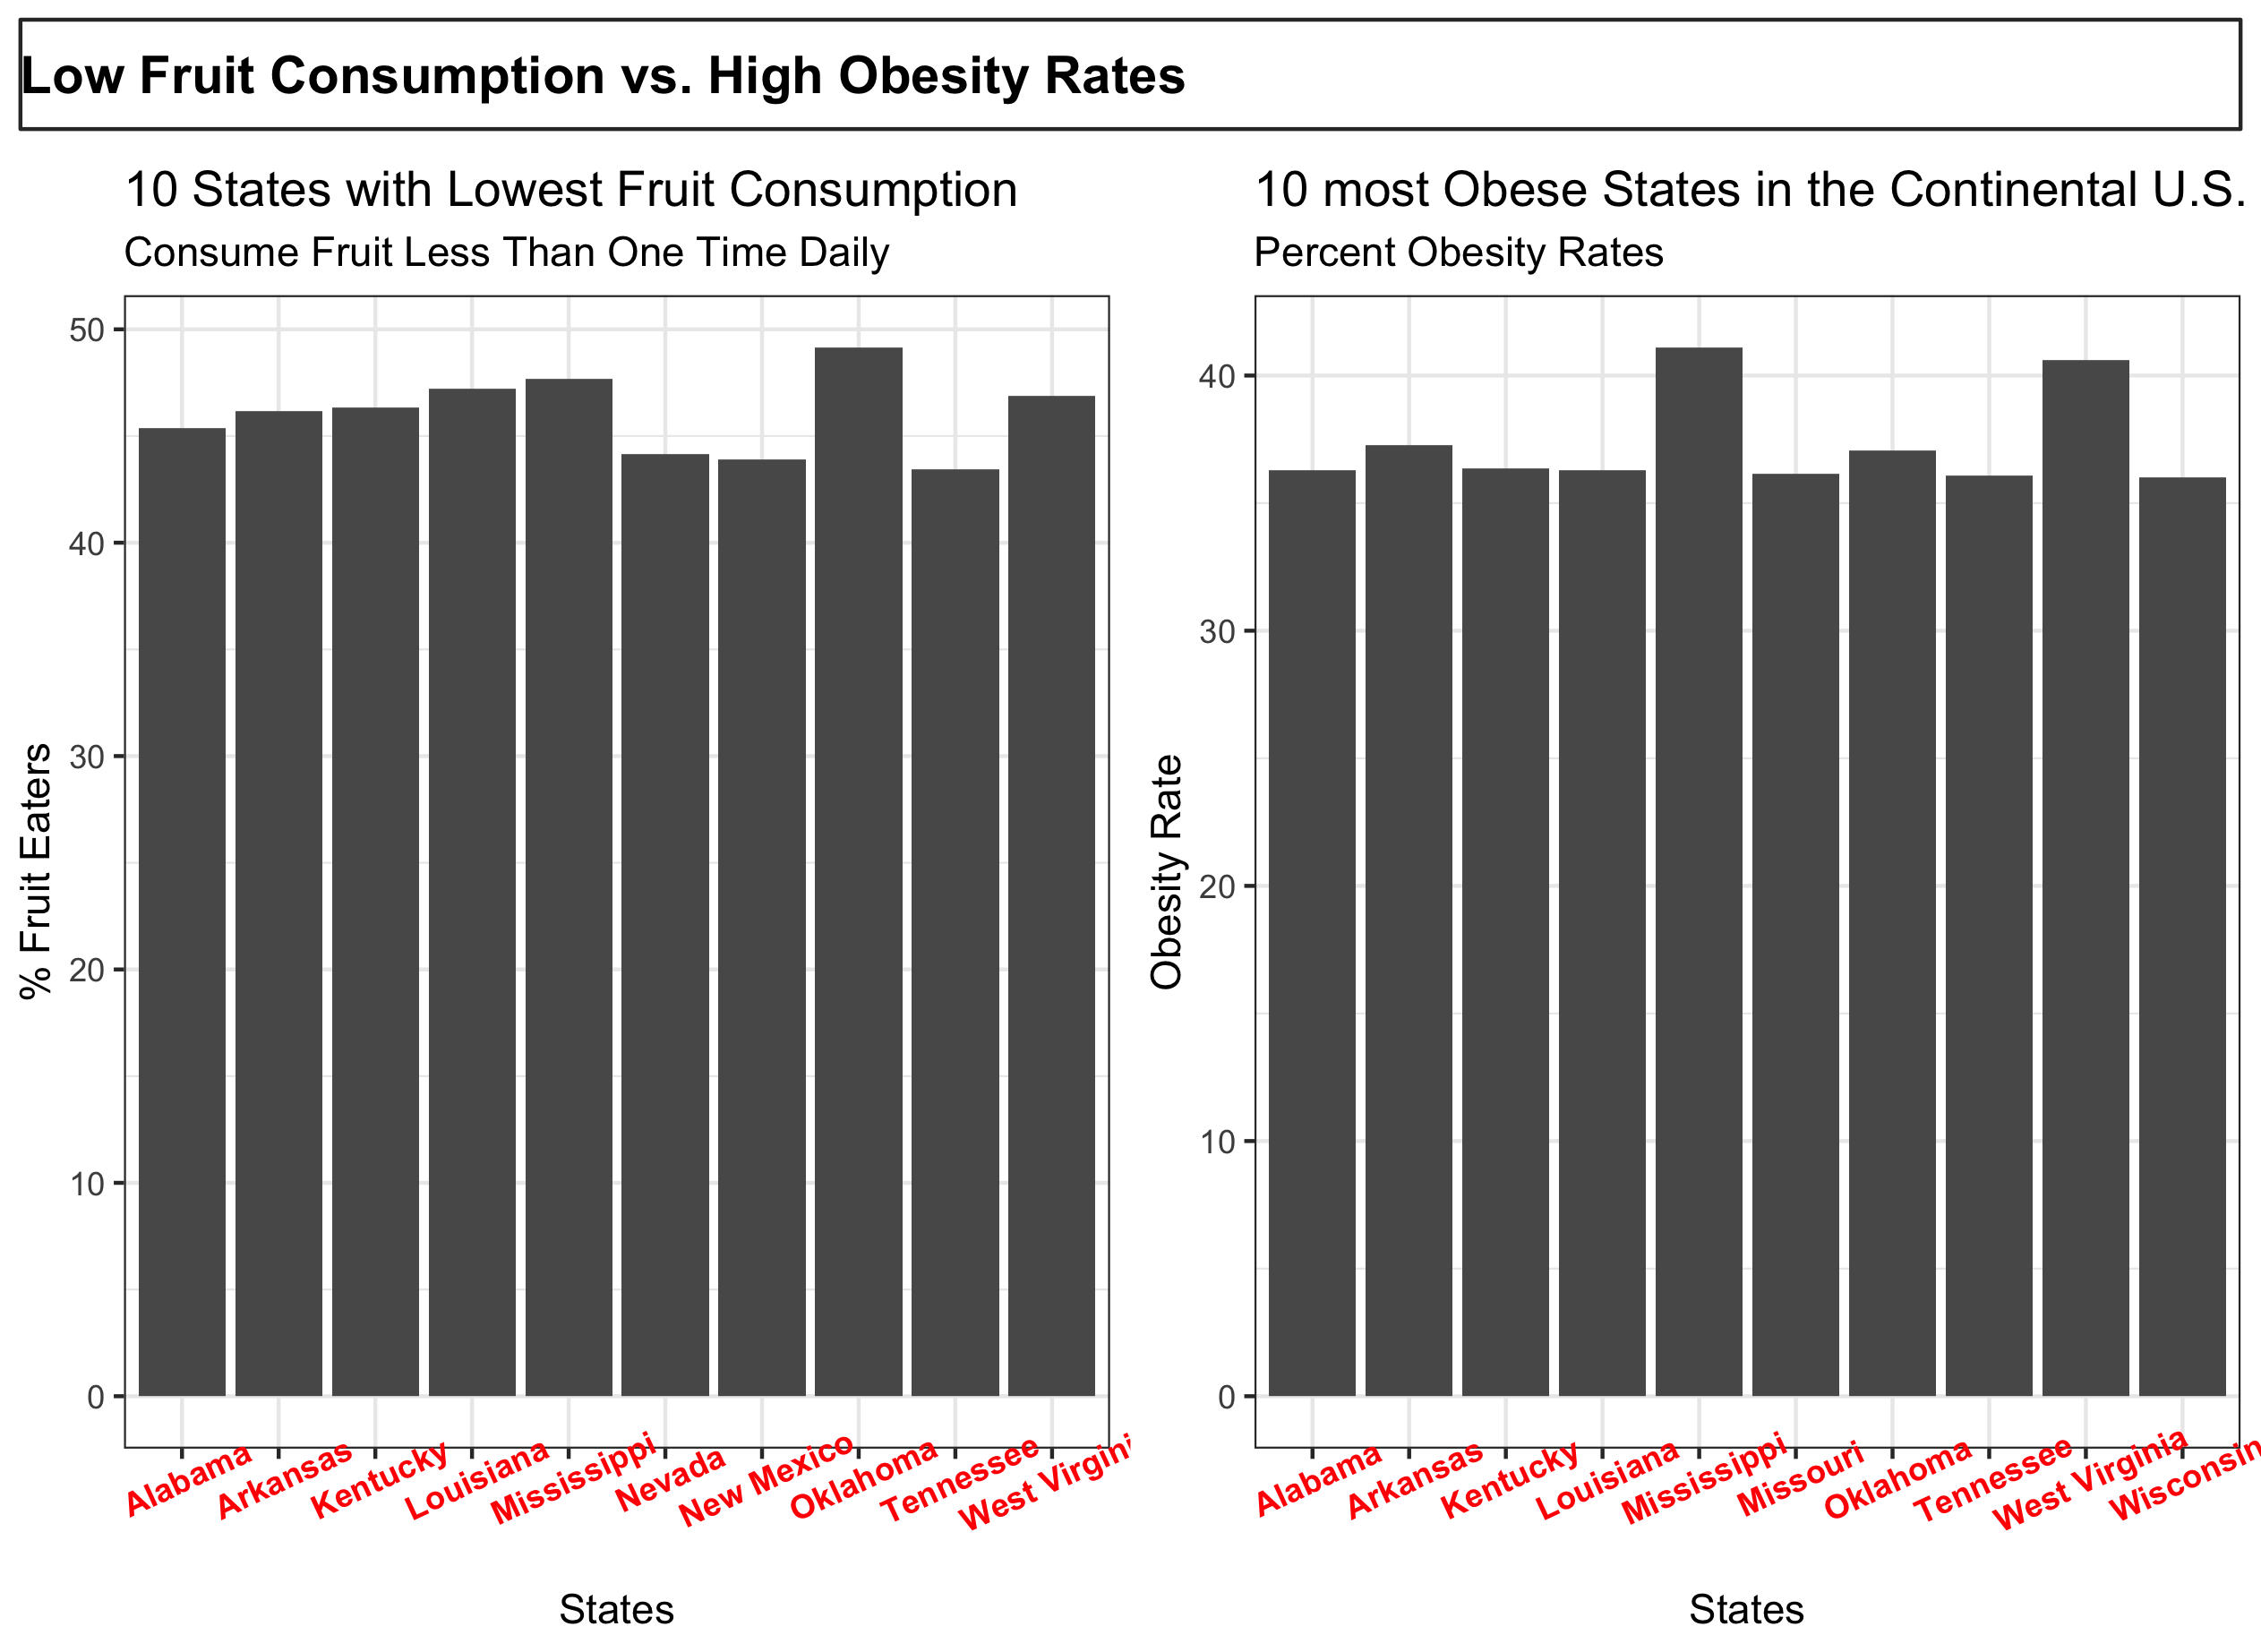 Low Fruit Consumption vs. High Obesity Rates
10 States with Lowest Fruit Consumption
Consume Fruit Less Than One Time Daily
% Fruit Eaters
50
40
30
20
10
0
Alabama
Arkansas
Kentucky
Louisiana
Mississippi
Nevada
New Mexico
Oklahoma
Tennessee
West Virgini
States
10 most Obese States in the Continental U.S.
Percent Obesity Rates
Obesity Rate
40
30
20
10
0
Alabama
Arkansas
Kentucky
Louisiana
Mississippi
Missouri
Oklahoma
Tennessee
West Virginia
Wisconsin
States